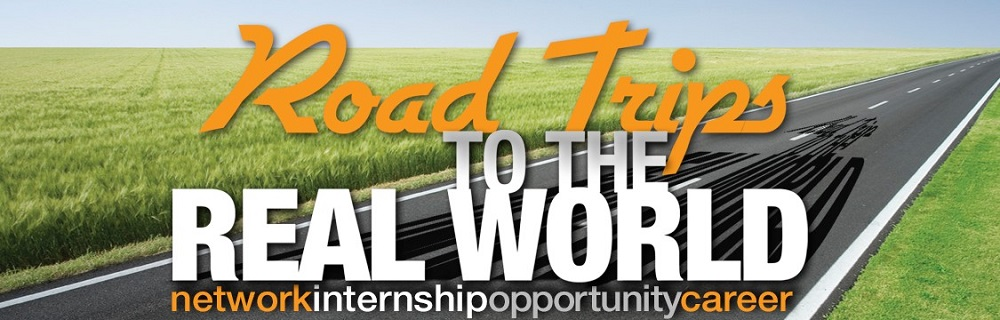 Road Trips
TO THE
REAL WORLD
networkinternshipopportunitycareer